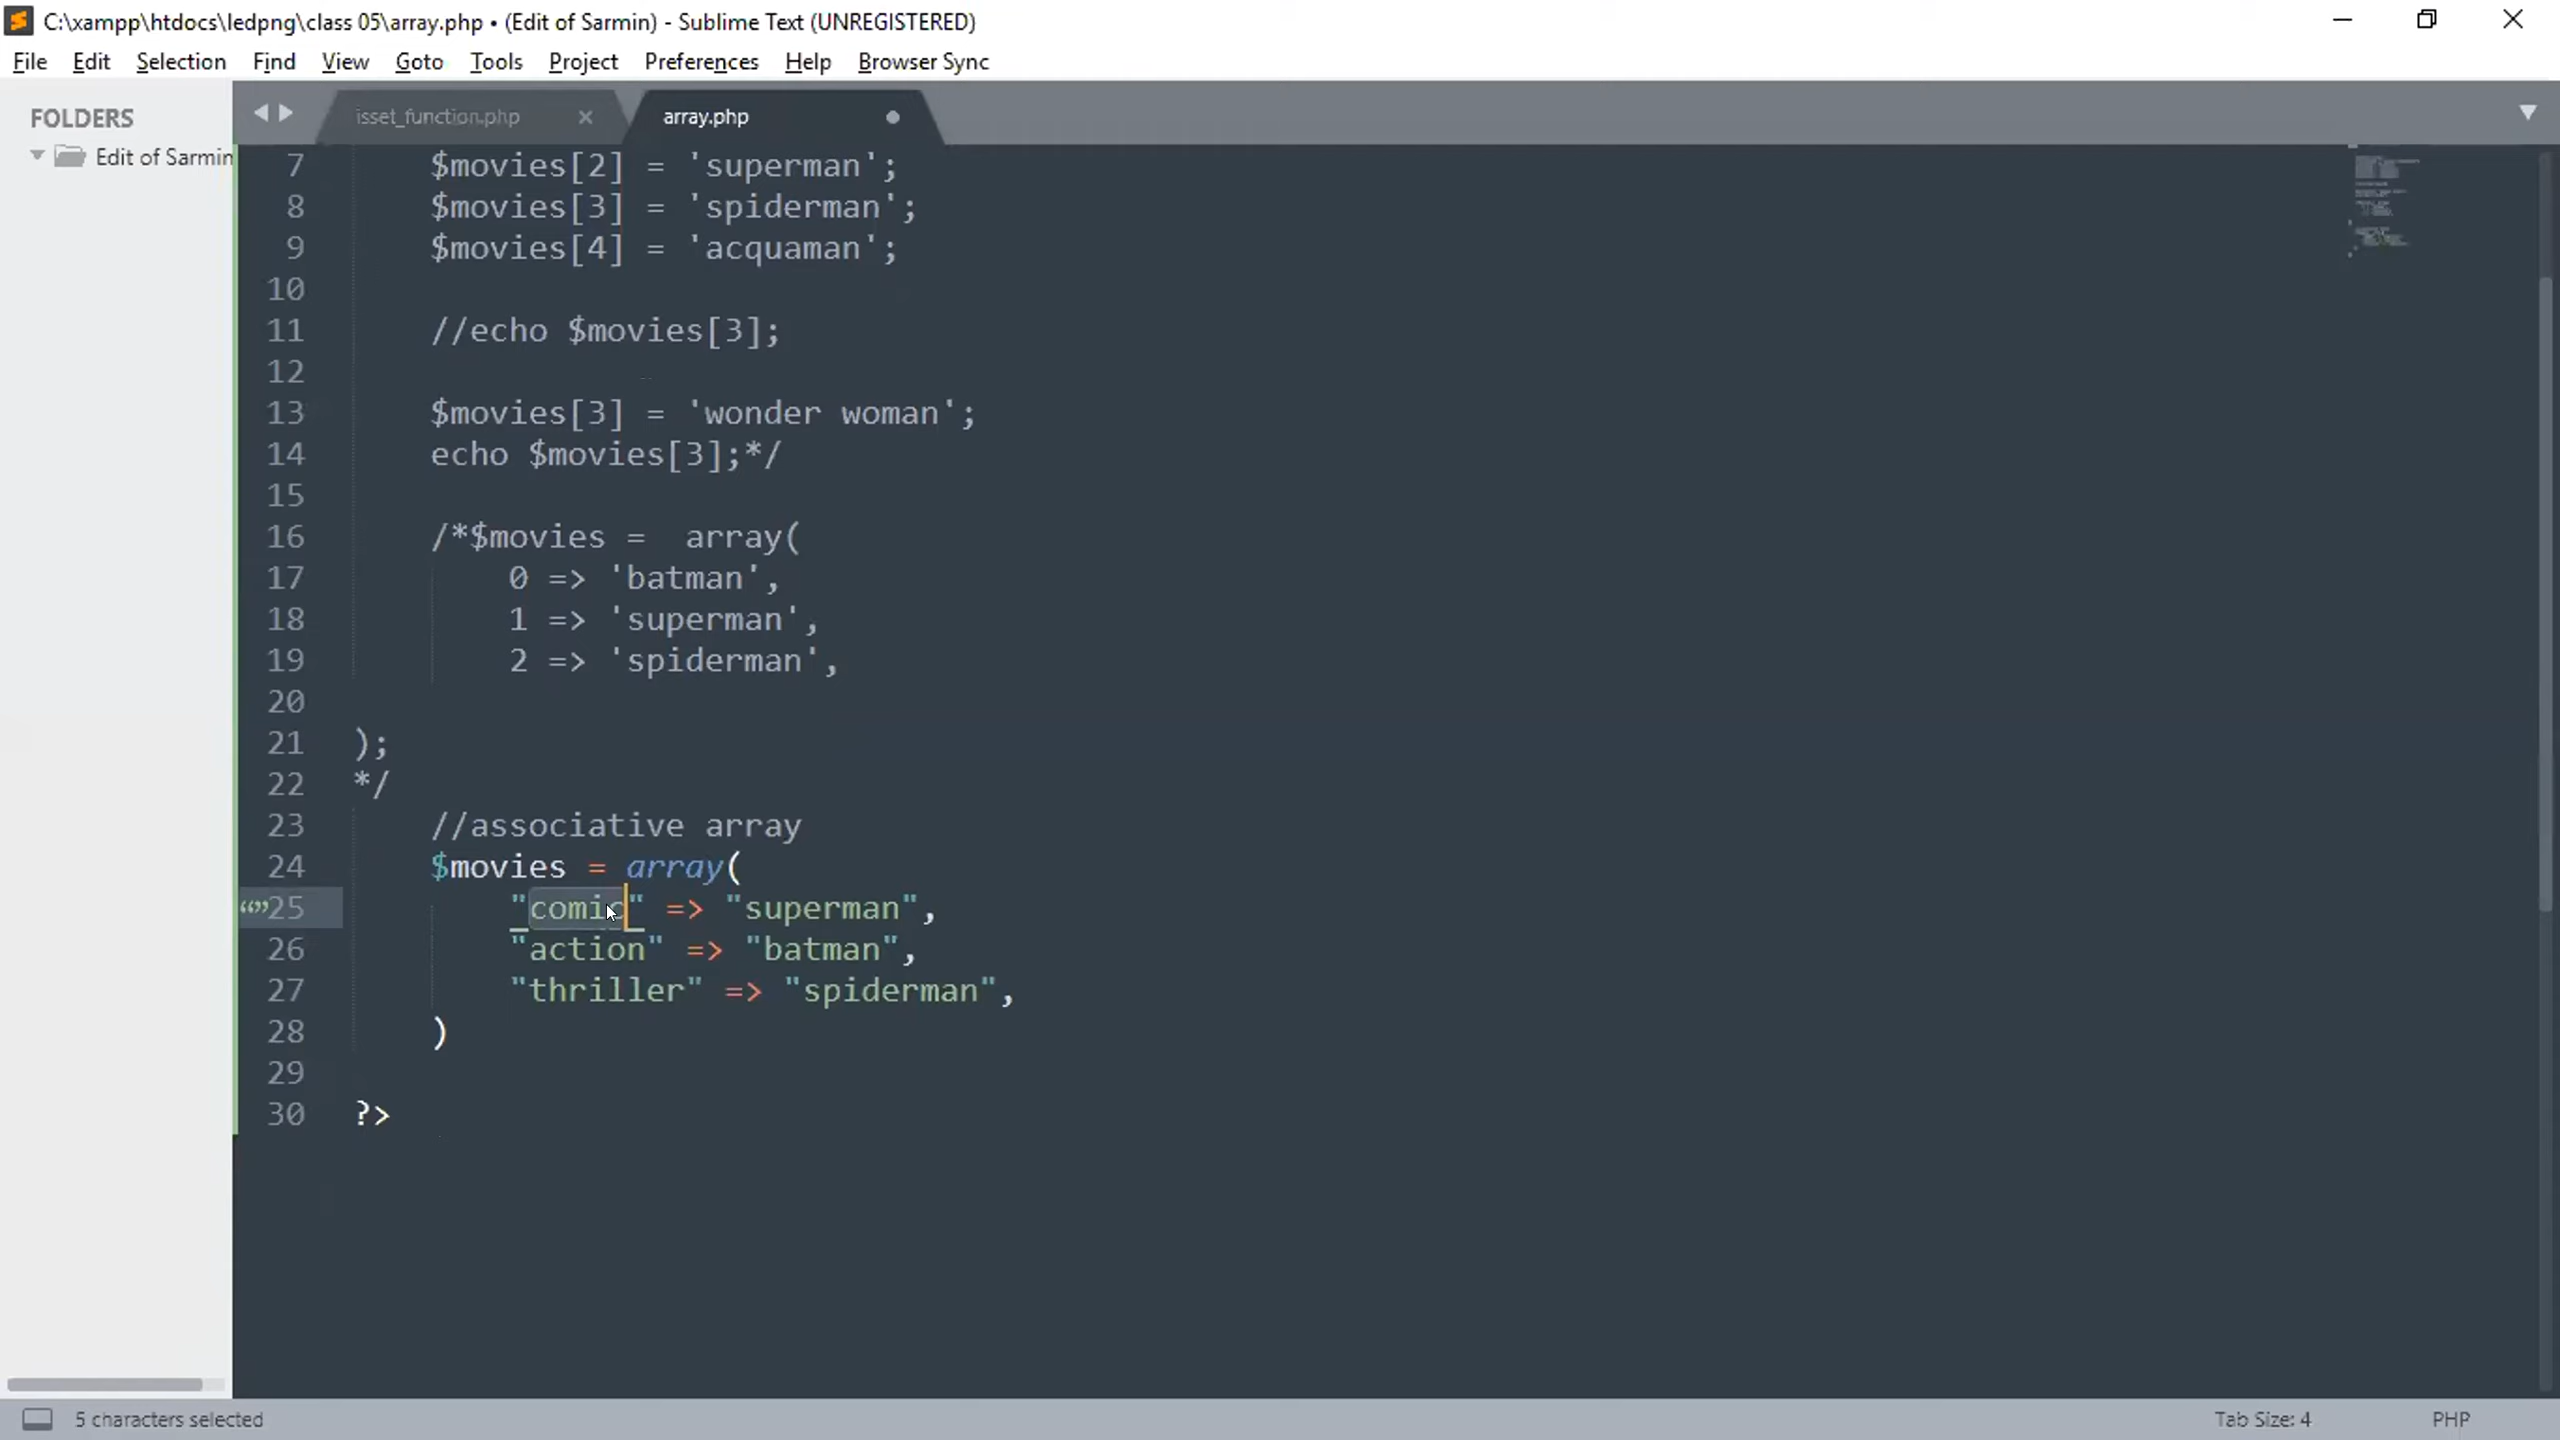 C:\xampp\htdocs\ledpng\class 05\array.php • (Edit of Sarmin) - Sublime Text (UNREGISTERED)
File Edit Selection Find View Goto Tools Project Preferences Help Browser Sync
FOLDERS
Edit of Sarmin
isset_function.php
array.php
7 $movies[2] = 'superman';
8 $movies[3] = 'spiderman';
9 $movies[4] = 'acquaman';
10
11 //echo $movies[3];
12
13 $movies[3] = 'wonder woman';
14 echo $movies[3];*/
15
16 /*$movies =  array(
17 0 => 'batman',
18 1 => 'superman',
19 2 => 'spiderman',
20
21 );
22 */
23 //associative array
24 $movies = array(
25 "comic" => "superman",
26 "action" => "batman",
27 "thriller" => "spiderman",
28 )
29
30 ?>
5 characters selected
Tab Size: 4
PHP